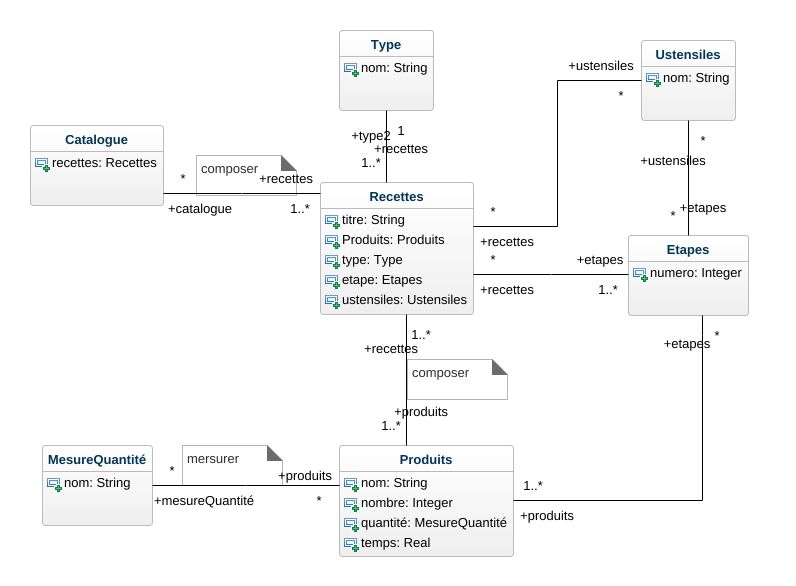 Type
nom: String
Ustensiles
nom: String
+ustensiles
*
+type2
1
+recettes
1..*
*
+ustensiles
+etapes
*
Catalogue
recettes: Recettes
*
composer
+recettes
+catalogue
1..*
Recettes
titre: String
Produits: Produits
type: Type
etape: Etapes
ustensiles: Ustensiles
*
+recettes
*
+etapes
+recettes
1..*
Etapes
numero: Integer
1..*
+recettes
composer
+produits
1..*
*
+etapes
MesureQuantité
nom: String
*
mersurer
+produits
+mesureQuantité
*
Produits
nom: String
nombre: Integer
quantité: MesureQuantité
temps: Real
1..*
+produits